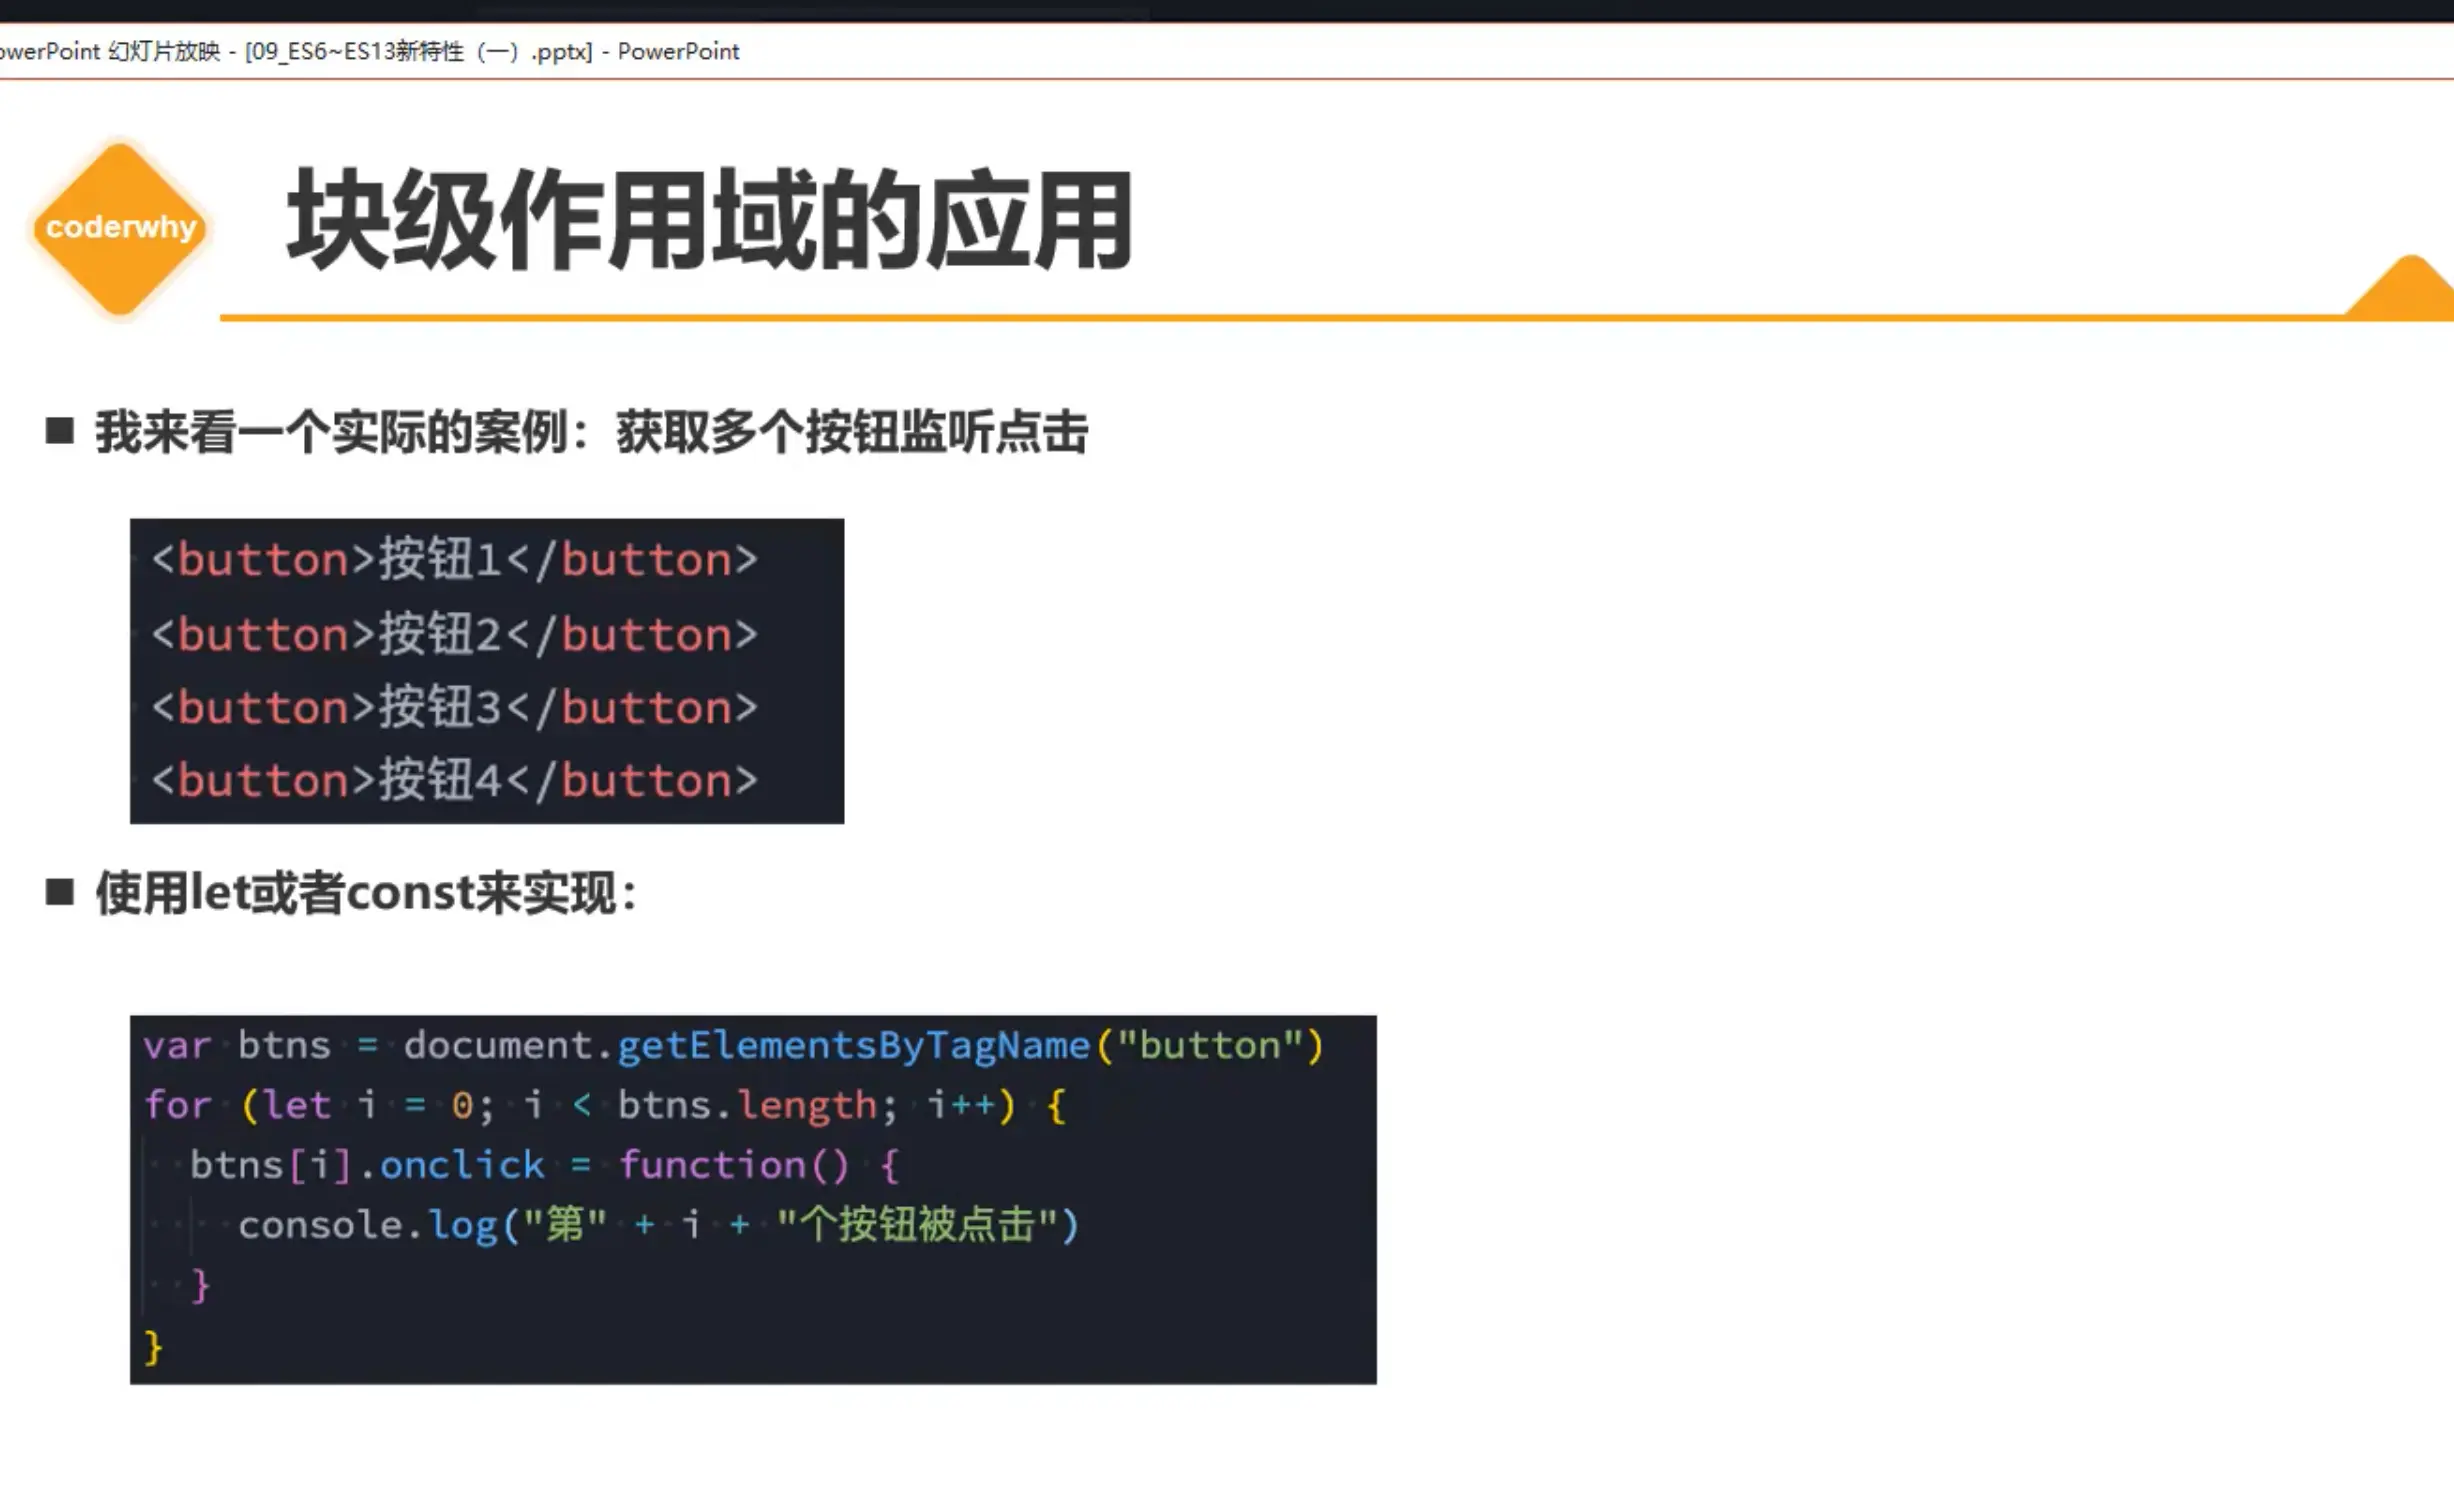 owerPoint 幻灯片放映 - [09_ES6~ES13新特性（一）.pptx] - PowerPoint
coderwhy
块级作用域的应用
■ 我来看一个实际的案例：获取多个按钮监听点击
<button>按钮1</button>
<button>按钮2</button>
<button>按钮3</button>
<button>按钮4</button>
■ 使用let或者const来实现：
var btns = document.getElementsByTagName("button")
for (let i = 0; i < btns.length; i++) {
  btns[i].onclick = function() {
    console.log("第" + i + "个按钮被点击")
  }
}